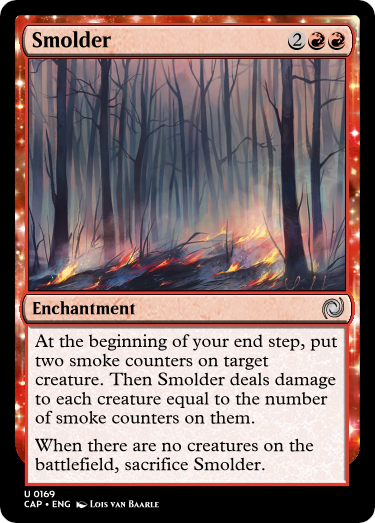 Smolder 2
Enchantment
At the beginning of your end step, put
two smoke counters on target
creature. Then Smolder deals damage
to each creature equal to the number
of smoke counters on them.
When there are no creatures on the
battlefield, sacrifice Smolder.
U 0169
CAP • ENG Lois van Baarle